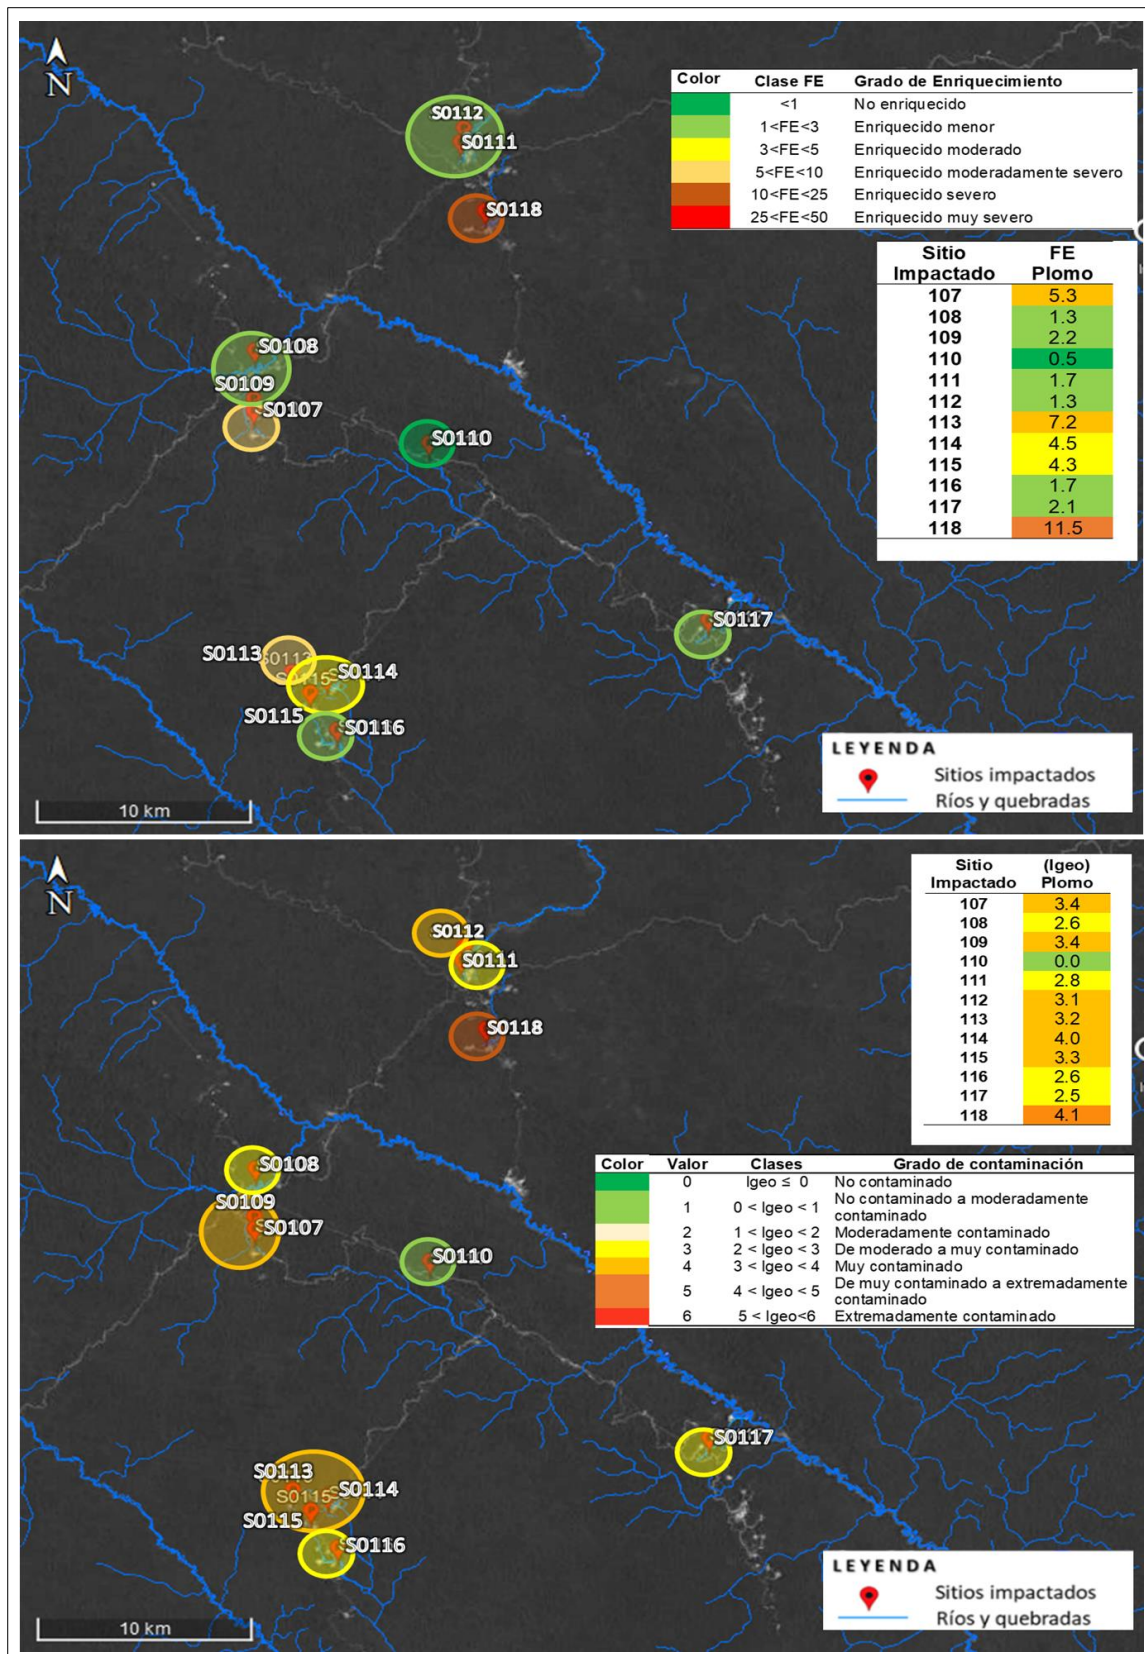 N
Color Clase FE Grado de Enriquecimiento
<1 No enriquecido
1<FE<3 Enriquecido menor
3<FE<5 Enriquecido moderado
5<FE<10 Enriquecido moderadamente severo
10<FE<25 Enriquecido severo
25<FE<50 Enriquecido muy severo
S0112
S0111
S0118
Sitio Impactado FE Plomo
107 5.3
108 1.3
109 2.2
110 0.5
111 1.7
112 1.3
113 7.2
114 4.5
115 4.3
116 1.7
117 2.1
118 11.5
S0108
S0109
S0107
S0110
S0117
S0113
S0114
S0115
S0116
LEYENDA
Sitios impactados
Ríos y quebradas
10 km
N
Sitio Impactado (Igeo) Plomo
107 3.4
108 2.6
109 3.4
110 0.0
111 2.8
112 3.1
113 3.2
114 4.0
115 3.3
116 2.6
117 2.5
118 4.1
S0112
S0111
S0118
Color Valor Clases Grado de contaminación
0 Igeo ≤ 0 No contaminado
1 0 < Igeo < 1 No contaminado a moderadamente contaminado
2 1 < Igeo < 2 Moderadamente contaminado
3 2 < Igeo < 3 De moderado a muy contaminado
4 3 < Igeo < 4 Muy contaminado
5 4 < Igeo < 5 De muy contaminado a extremadamente contaminado
6 5 < Igeo<6 Extremadamente contaminado
S0108
S0109
S0107
S0110
S0117
S0113
S0115
S0114
S0115
S0116
LEYENDA
Sitios impactados
Ríos y quebradas
10 km